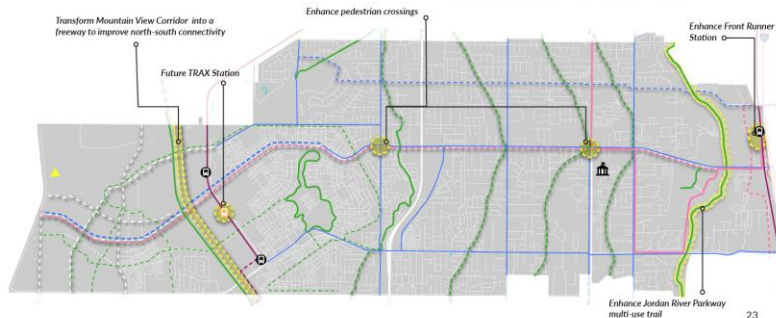 Transform Mountain View Corridor into a
freeway to improve north-south connectivity
Future TRAX Station
Enhance pedestrian crossings
Enhance Front Runner
Station
Enhance Jordan River Parkway
multi-use trail
23